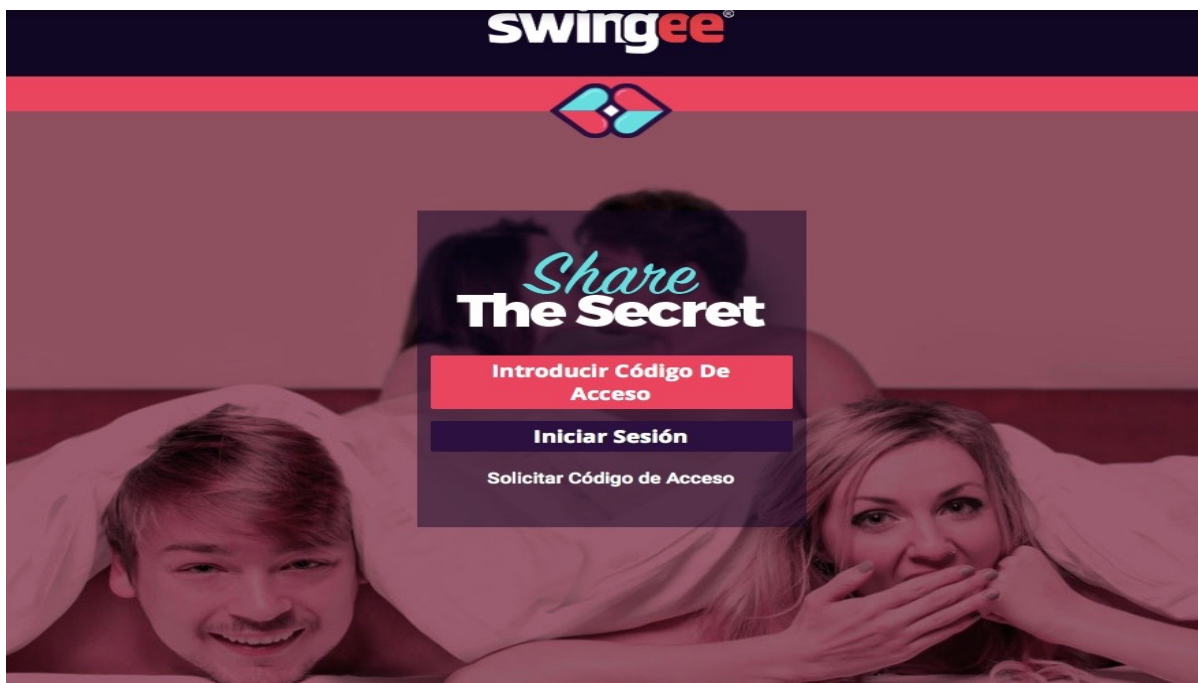 swingee®
Share
The Secret
Introducir Código De
Acceso
Iniciar Sesión
Solicitar Código de Acceso